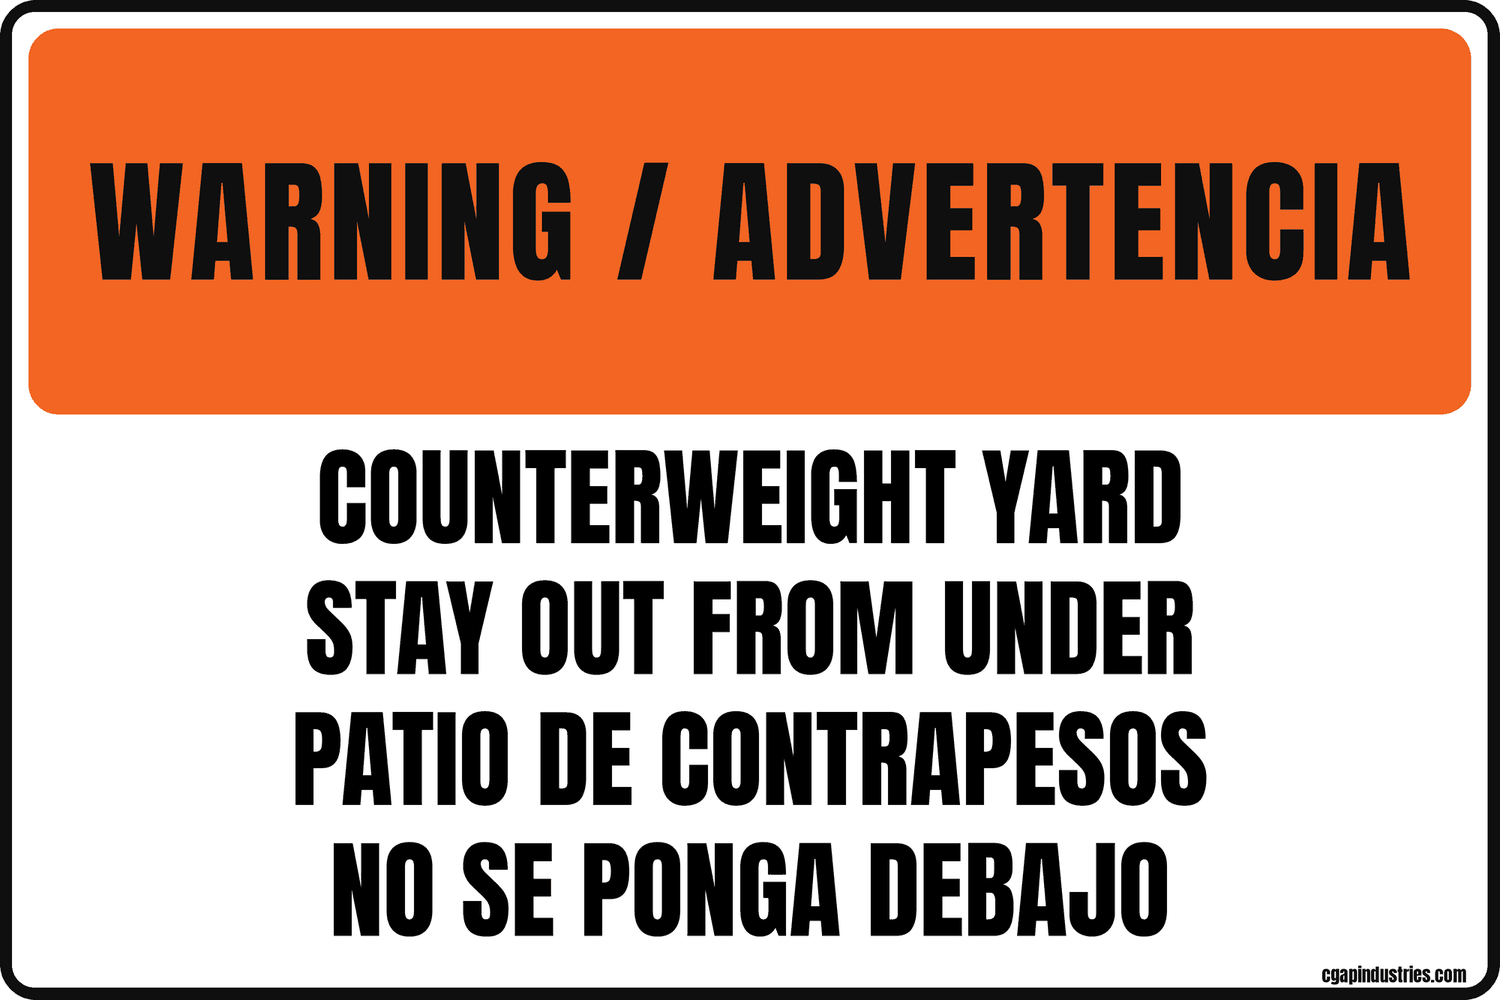 WARNING / ADVERTENCIA
COUNTERWEIGHT YARD
STAY OUT FROM UNDER
PATIO DE CONTRAPESOS
NO SE PONGA DEBAJO
cgapindustries.com